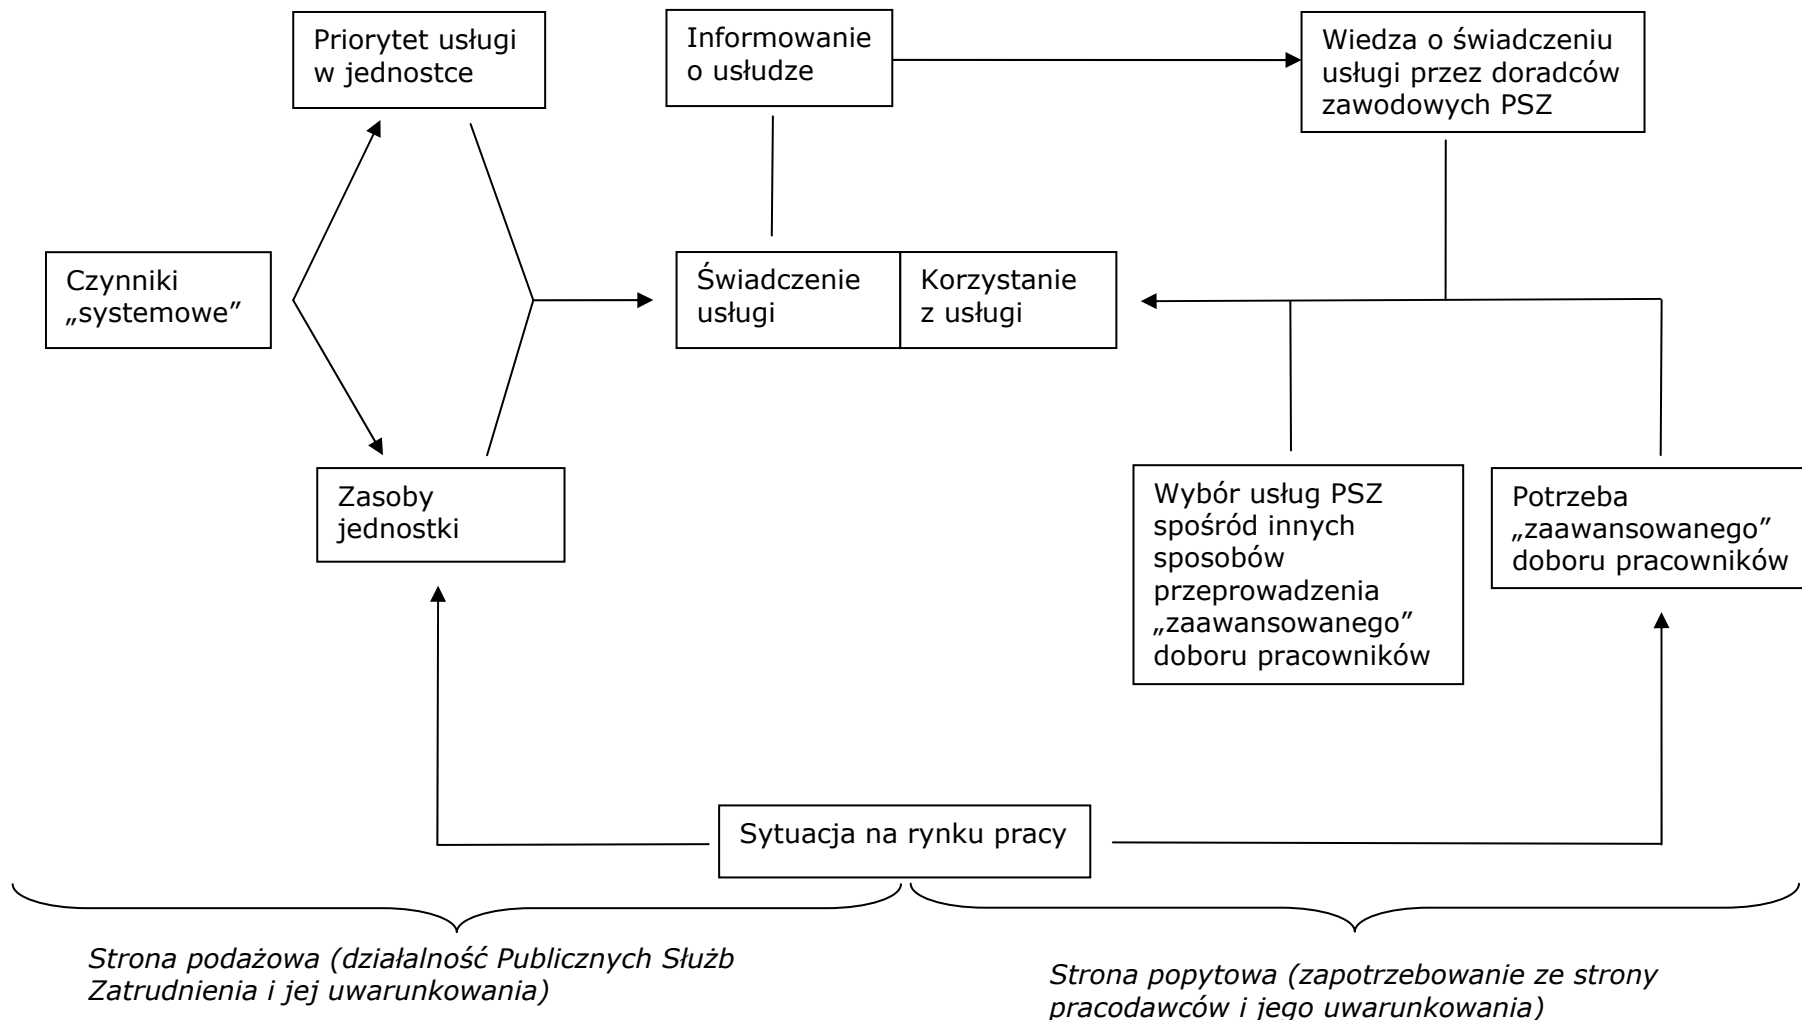 Priorytet usługi
w jednostce
Informowanie
o usłudze
Wiedza o świadczeniu
usługi przez doradców
zawodowych PSZ
Czynniki
„systemowe”
Świadczenie
usługi
Korzystanie
z usługi
Zasoby
jednostki
Wybór usług PSZ
spośród innych
sposobów
przeprowadzenia
„zaawansowanego”
doboru pracowników
Potrzeba
„zaawansowanego”
doboru pracowników
Sytuacja na rynku pracy
Strona podażowa (działalność Publicznych Służb
Zatrudnienia i jej uwarunkowania)
Strona popytowa (zapotrzebowanie ze strony
pracodawców i jego uwarunkowania)